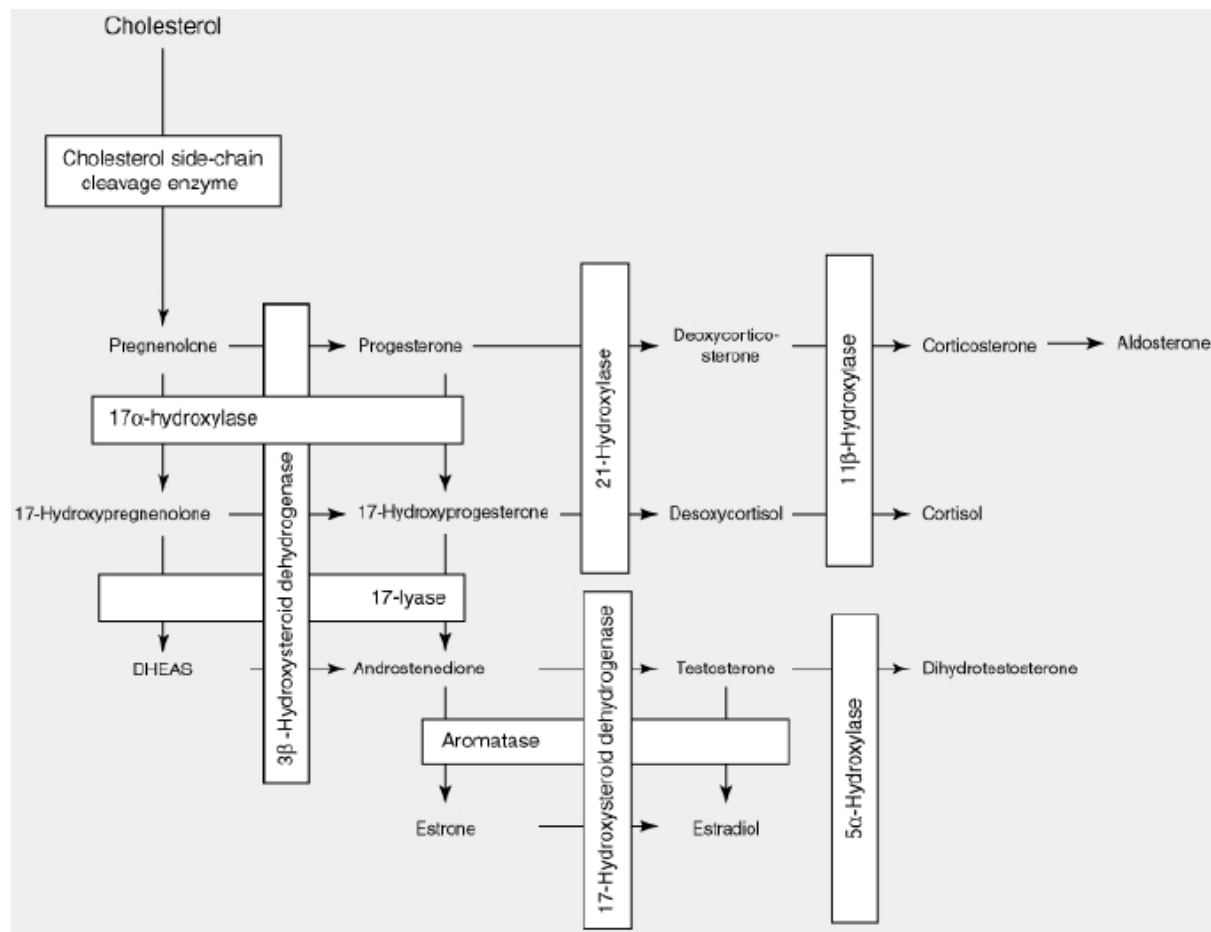 Cholesterol
Cholesterol side-chain
cleavage enzyme
Pregnenolone
Progesterone
Deoxycortico-
sterone
Corticosterone
Aldosterone
17α-hydroxylase
3β-Hydroxysteroid dehydrogenase
21-Hydroxylase
11β-Hydroxylase
17-Hydroxypregnenolone
17-Hydroxyprogesterone
Desoxycortisol
Cortisol
17-lyase
DHEAS
Androstenedione
17-Hydroxysteroid dehydrogenase
Testosterone
5α-Hydroxylase
Dihydrotestosterone
Aromatase
Estrone
Estradiol